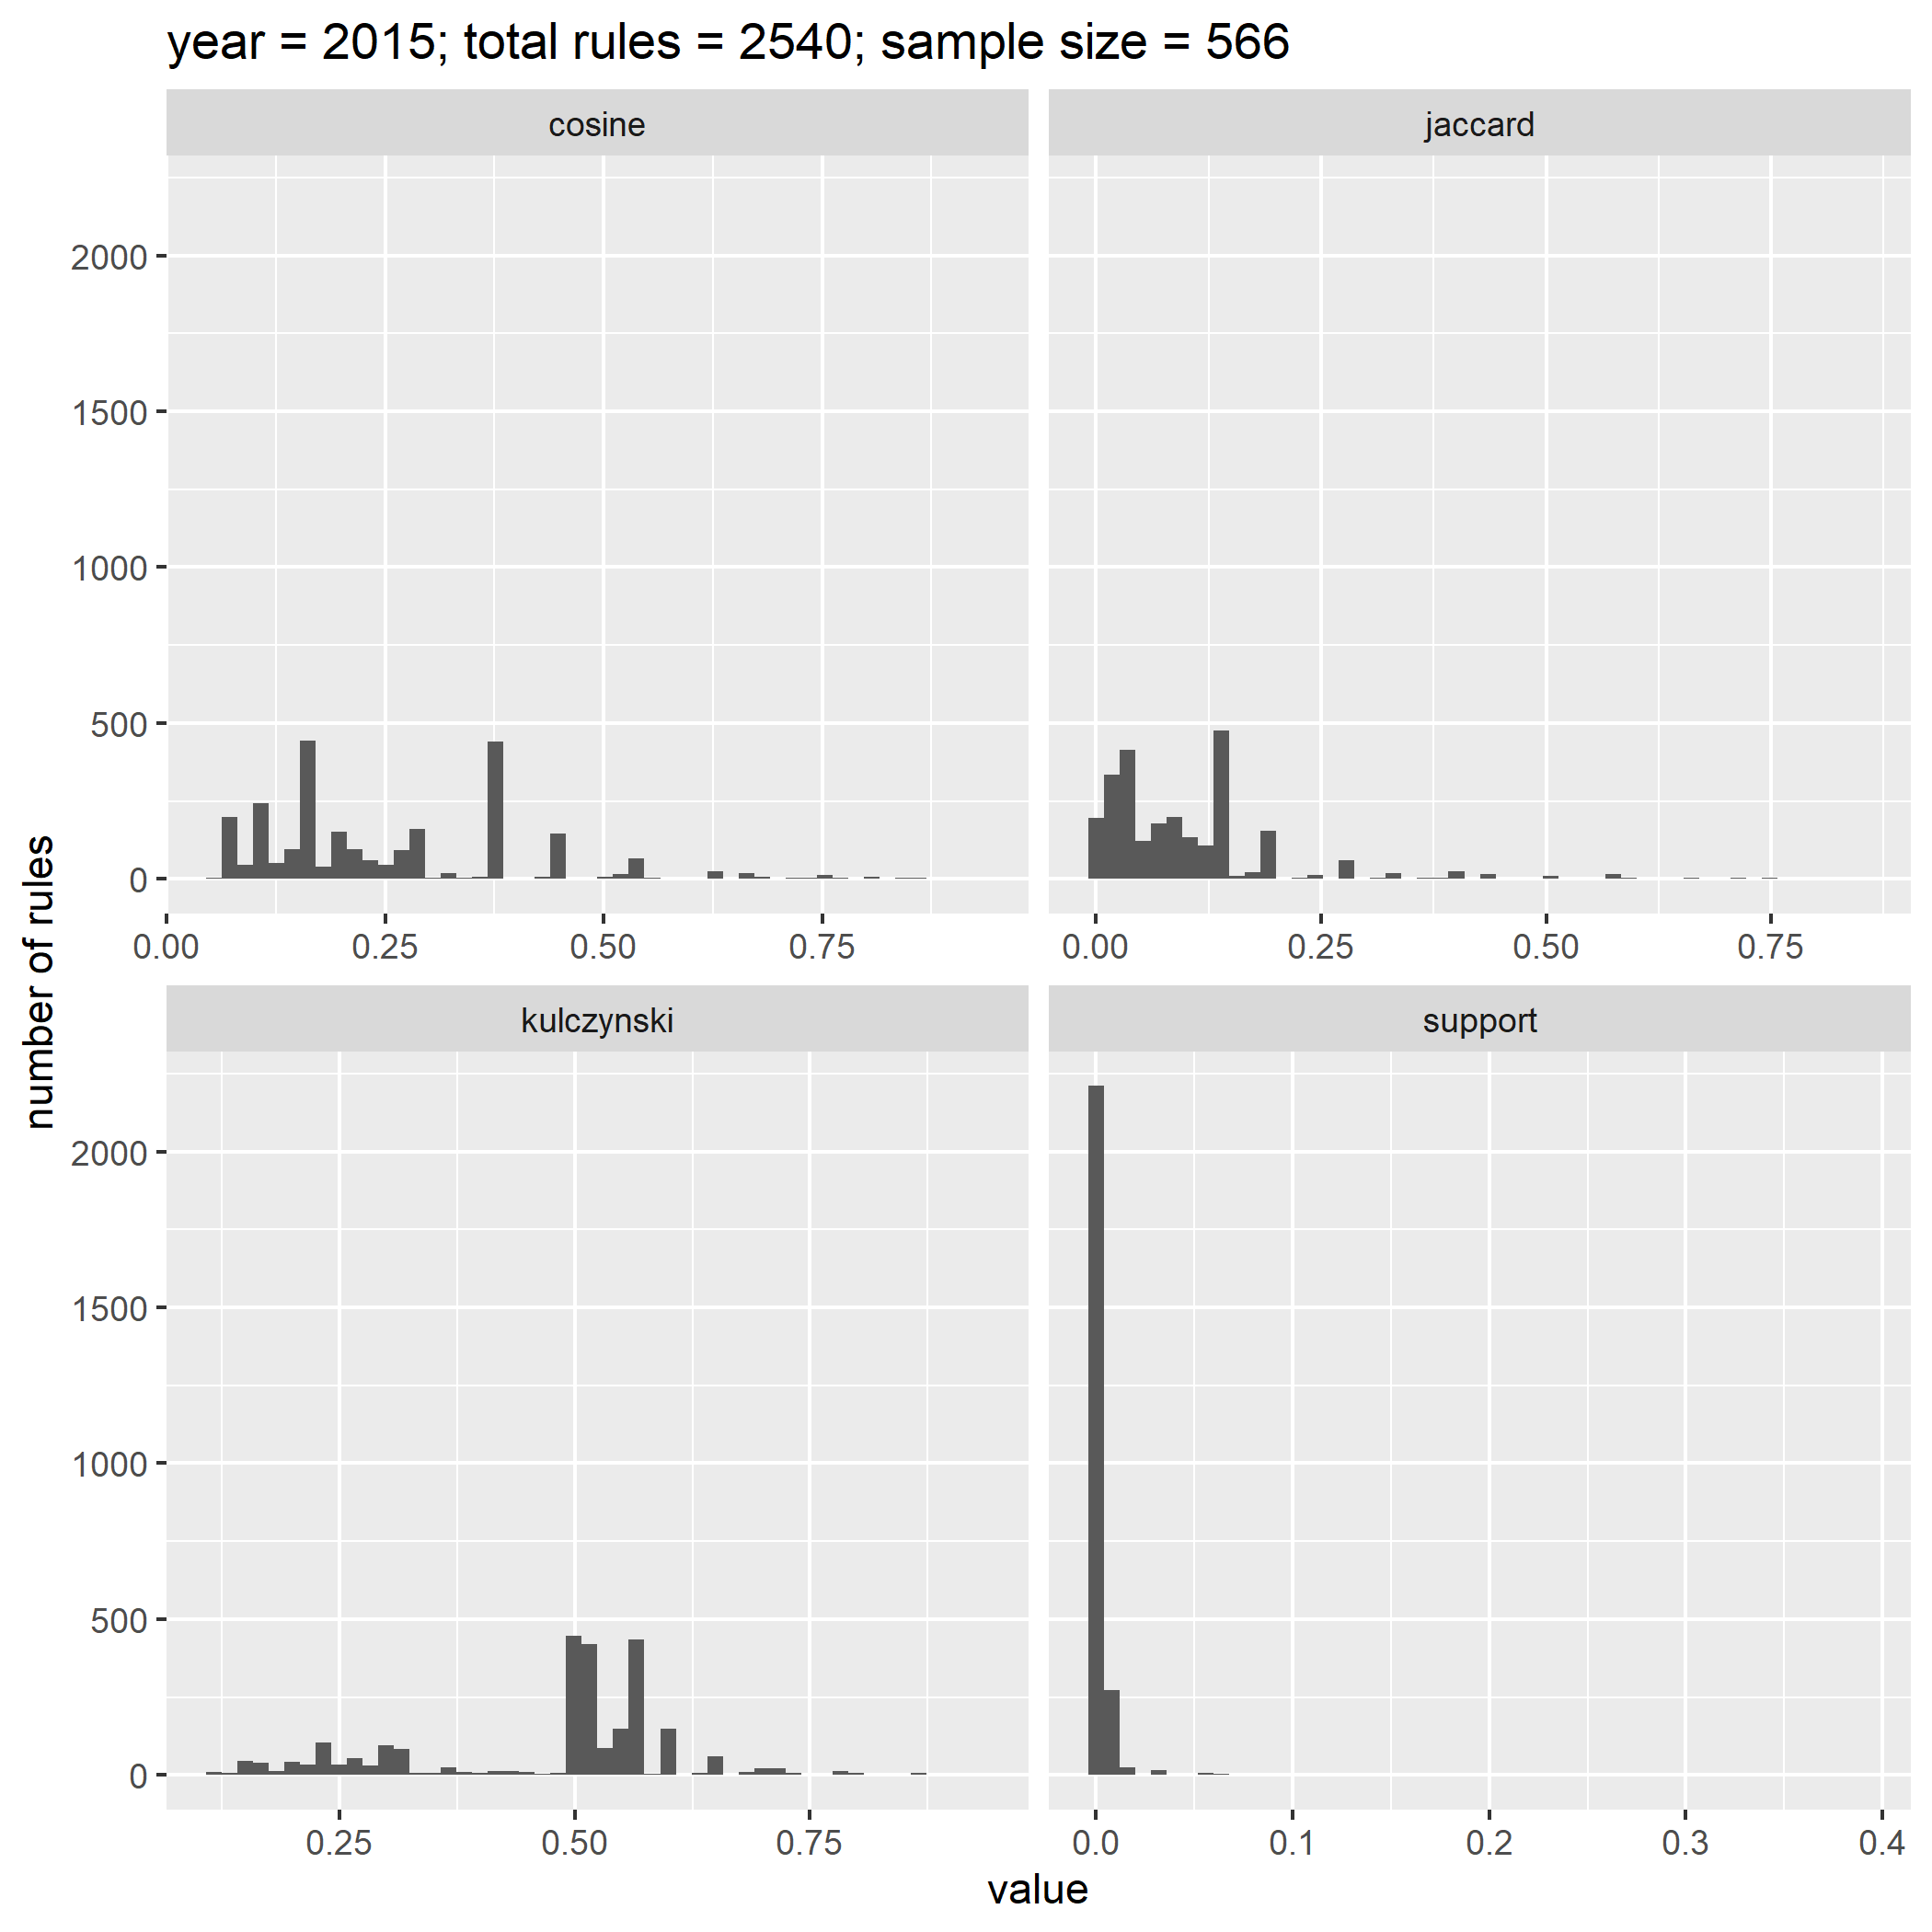 year = 2015; total rules = 2540; sample size = 566
cosine
jaccard
2000
1500
1000
500
0
0.00 0.25 0.50 0.75
0.00 0.25 0.50 0.75
number of rules
kulczynski
support
2000
1500
1000
500
0
0.25 0.50 0.75
0.0 0.1 0.2 0.3 0.4
value